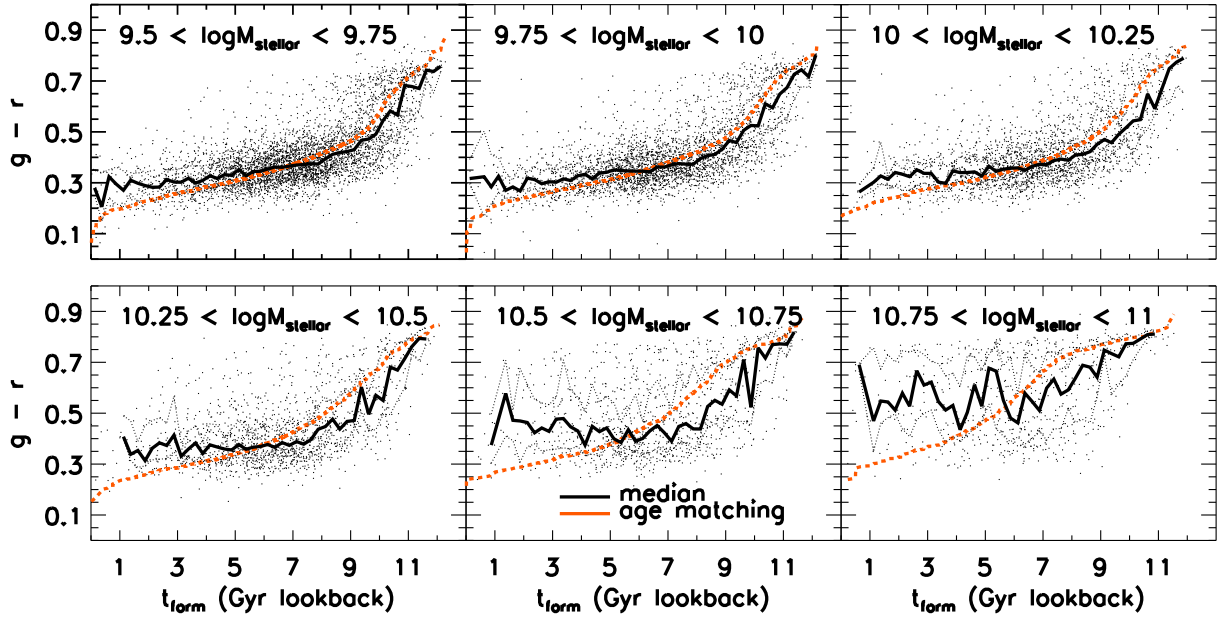 9.5 < logMstellar < 9.75
9.75 < logMstellar < 10
10 < logMstellar < 10.25
0.9
0.7
0.5
0.3
0.1
g - r
10.25 < logMstellar < 10.5
10.5 < logMstellar < 10.75
10.75 < logMstellar < 11
0.9
0.7
0.5
0.3
0.1
g - r
median
age matching
1 3 5 7 9 11
1 3 5 7 9 11
1 3 5 7 9 11
tform (Gyr lookback)
tform (Gyr lookback)
tform (Gyr lookback)